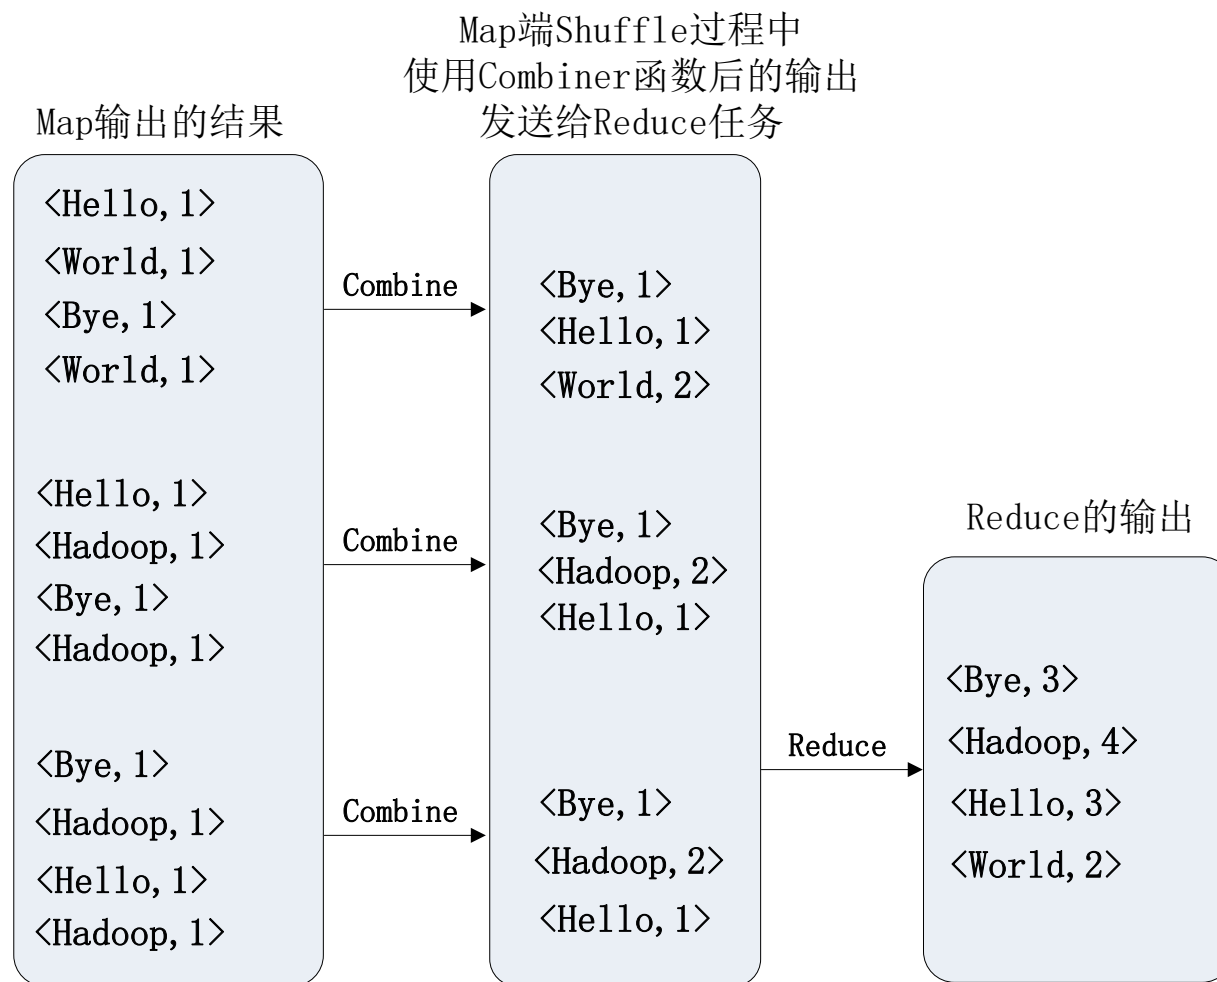 Map端Shuffle过程中
使用Combiner函数后的输出
发送给Reduce任务
Map输出的结果
<Hello,1>
<World,1>
<Bye,1>
<World,1>
Combine
<Bye,1>
<Hello,1>
<World,2>
<Hello,1>
<Hadoop,1>
<Bye,1>
<Hadoop,1>
Combine
<Bye,1>
<Hadoop,2>
<Hello,1>
<Bye,1>
<Hadoop,1>
<Hello,1>
<Hadoop,1>
Combine
<Bye,1>
<Hadoop,2>
<Hello,1>
Reduce
Reduce的输出
<Bye,3>
<Hadoop,4>
<Hello,3>
<World,2>